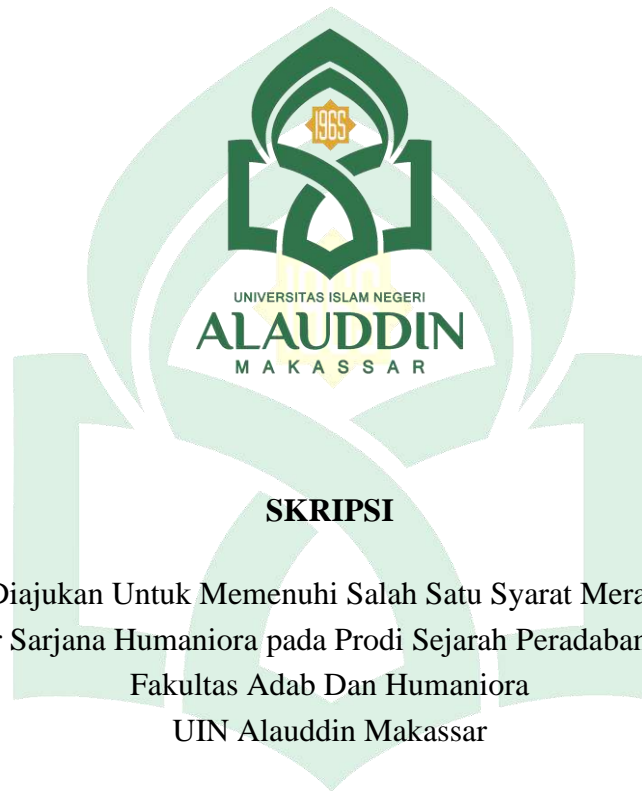 1965
UNIVERSITAS ISLAM NEGERI
ALAUDDIN
MAKASSAR
SKRIPSI
Diajukan Untuk Memenuhi Salah Satu Syarat
Sarjana Humaniora pada Prodi Sejarah Peradaban
Fakultas Adab Dan Humaniora
UIN Alauddin Makassar